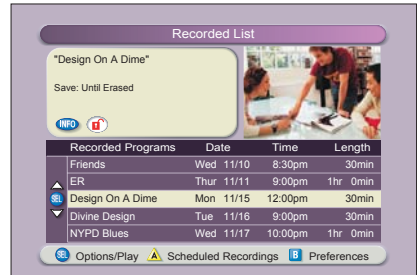 Recorded List
"Design On A Dime"
Save: Until Erased
INFO
Recorded Programs Date Time Length
Friends Wed 11/10 8:30pm 30min
ER Thur 11/11 9:00pm 1hr 0min
SEL Design On A Dime Mon 11/15 12:00pm 30min
Divine Design Tue 11/16 9:00pm 30min
NYPD Blues Wed 11/17 10:00pm 1hr 0min
SEL Options/Play A Scheduled Recordings B Preferences